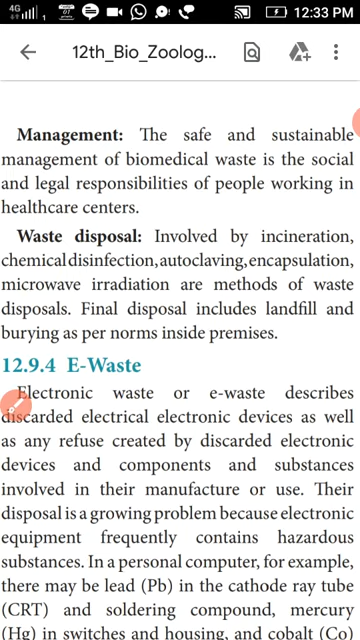 4G 1 12:33 PM
12th_Bio_Zoolog...
Management: The safe and sustainable
management of biomedical waste is the social
and legal responsibilities of people working in
healthcare centers.
Waste disposal: Involved by incineration,
chemical disinfection, autoclaving, encapsulation,
microwave irradiation are methods of waste
disposals. Final disposal includes landfill and
burying as per norms inside premises.
12.9.4 E-Waste
Electronic waste or e-waste describes
discarded electrical electronic devices as well
as any refuse created by discarded electronic
devices and components and substances
involved in their manufacture or use. Their
disposal is a growing problem because electronic
equipment frequently contains hazardous
substances. In a personal computer, for example,
there may be lead (Pb) in the cathode ray tube
(CRT) and soldering compound, mercury
(Hg) in switches and housing, and cobalt (Co)